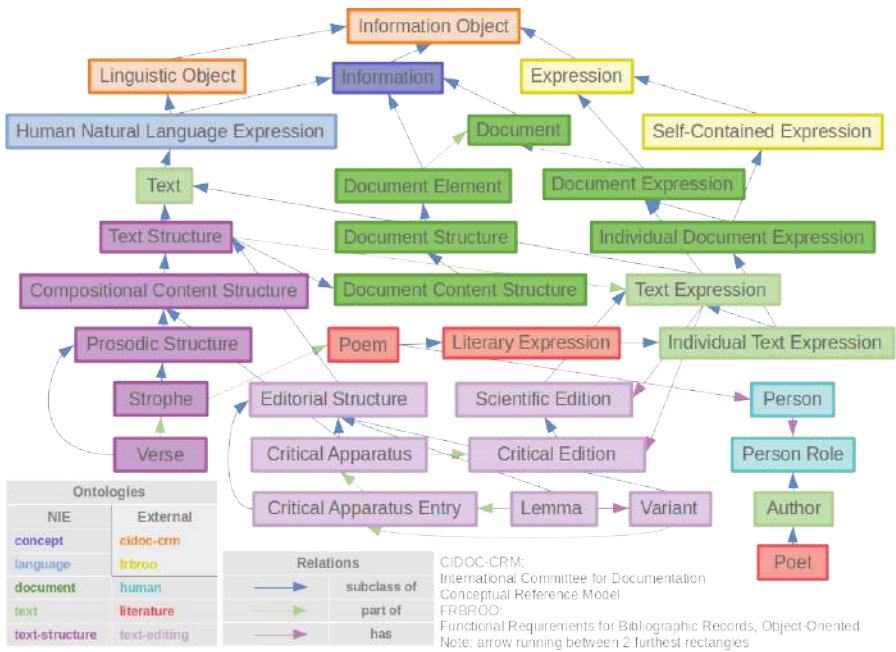 Information Object
Linguistic Object
Information
Expression
Human Natural Language Expression
Document
Self-Contained Expression
Text
Document Element
Document Expression
Text Structure
Document Structure
Individual Document Expression
Compositional Content Structure
Document Content Structure
Text Expression
Prosodic Structure
Poem
Literary Expression
Individual Text Expression
Strophe
Editorial Structure
Scientific Edition
Person
Verse
Critical Apparatus
Critical Edition
Person Role
Critical Apparatus Entry
Lemma
Variant
Author
Poet
Ontologies
NIE External
concept cidoc-crm
language frbroo
document human
text literature
text-structure text-editing
Relations
subclass of
part of
has
CIDOC-CRM:
International Committee for Documentation
Conceptual Reference Model
FRBROO:
Functional Requirements for Bibliographic Records, Object-Oriented
Note: arrow running between 2 furthest rectangles